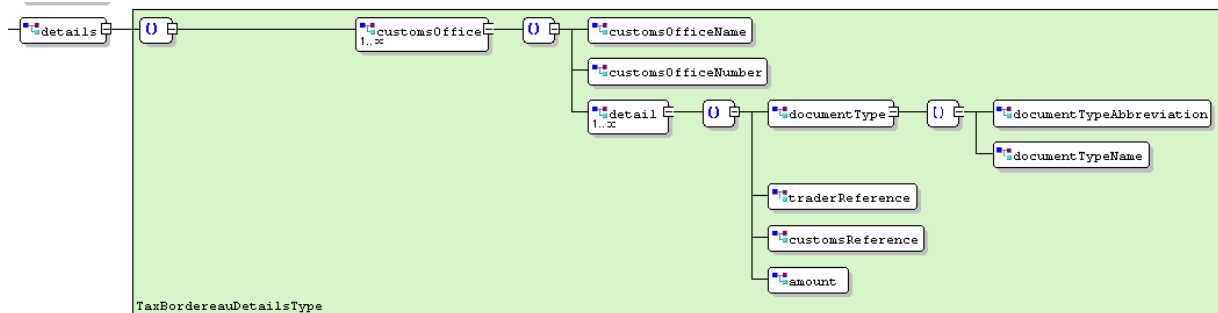 details
()
customsOffice
1..∞
()
customsOfficeName
customsOfficeNumber
detail
1..∞
()
documentType
()
documentTypeAbbreviation
documentTypeName
traderReference
customsReference
amount
TaxBordereauDetailsType